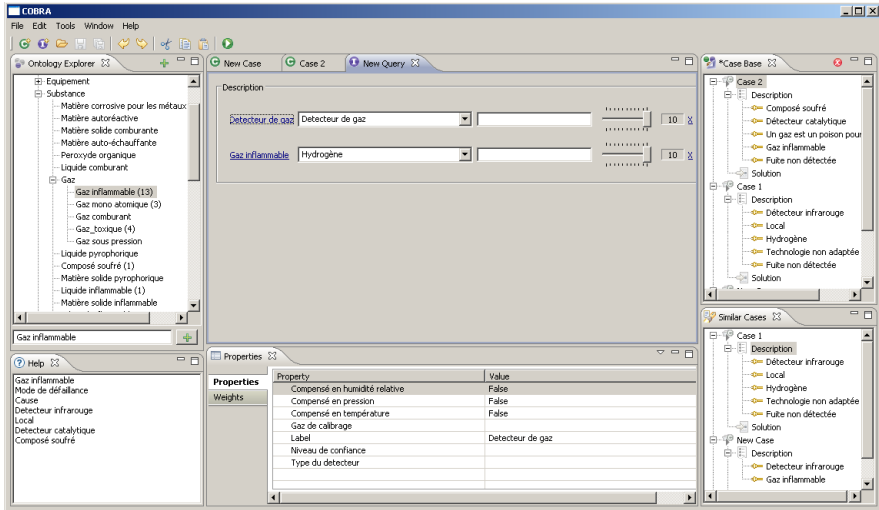 COBRA
File Edit Tools Window Help
Ontology Explorer
Equipement
Substance
Matière corrosive pour les métaux
Matière autoréactive
Matière solide comburante
Matière auto-échauffante
Peroxyde organique
Liquide comburant
Gaz
Gaz inflammable (13)
Gaz mono atomique (3)
Gaz comburant
Gaz_toxique (4)
Gaz sous pression
Liquide pyrophorique
Composé soufré (1)
Matière solide pyrophorique
Liquide inflammable (1)
Matière solide inflammable
Gaz inflammable
Help
Gaz inflammable
Mode de défaillance
Cause
Detecteur infrarouge
Local
Detecteur catalytique
Composé soufré
New Case
Case 2
New Query
Description
Detecteur de gaz Detecteur de gaz 10 X
Gaz inflammable Hydrogène 10 X
Properties
Properties
Weights
Property Value
Compensé en humidité relative False
Compensé en pression False
Compensé en température False
Gaz de calibrage
Label Detecteur de gaz
Niveau de confiance
Type du detecteur
*Case Base
Case 2
Description
Composé soufré
Détecteur catalytique
Un gaz est un poison pour
Gaz inflammable
Fuite non détectée
Solution
Case 1
Description
Détecteur infrarouge
Local
Hydrogène
Technologie non adaptée
Fuite non détectée
Solution
Similar Cases
Case 1
Description
Détecteur infrarouge
Local
Hydrogène
Technologie non adaptée
Fuite non détectée
Solution
New Case
Description
Detecteur infrarouge
Gaz inflammable